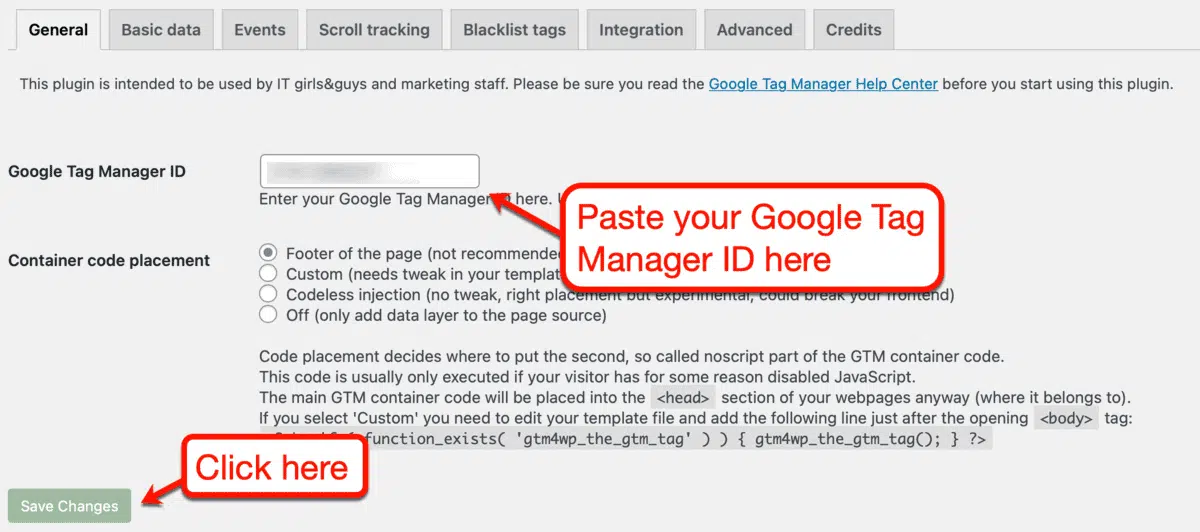 General Basic data Events Scroll tracking Blacklist tags Integration Advanced Credits
This plugin is intended to be used by IT girls&guys and marketing staff. Please be sure you read the Google Tag Manager Help Center before you start using this plugin.
Google Tag Manager ID
Enter your Google Tag Manager ID here.
Paste your Google Tag
Manager ID here
Container code placement
Footer of the page (not recommended
Custom (needs tweak in your templat
Codeless injection (no tweak, right placement but experimental, could break your frontend)
Off (only add data layer to the page source)
Code placement decides where to put the second, so called noscript part of the GTM container code.
This code is usually only executed if your visitor has for some reason disabled JavaScript.
The main GTM container code will be placed into the <head> section of your webpages anyway (where it belongs to).
If you select 'Custom' you need to edit your template file and add the following line just after the opening <body> tag:
function_exists( 'gtm4wp_the_gtm_tag' ) ) { gtm4wp_the_gtm_tag(); } ?>
Click here
Save Changes